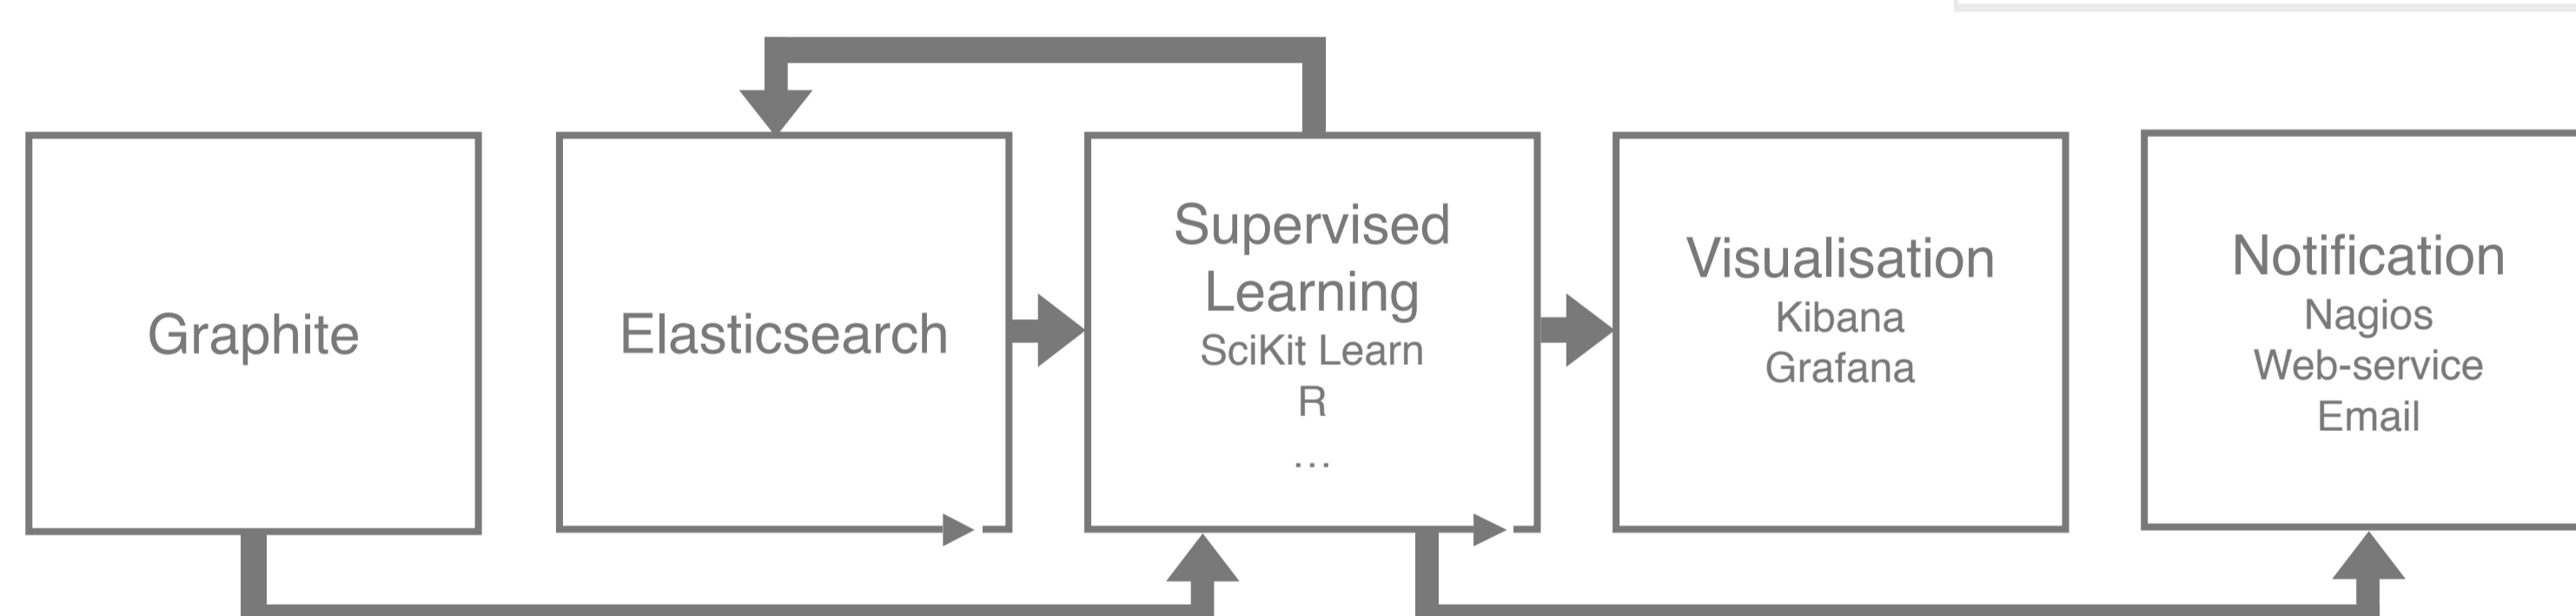 Graphite
Elasticsearch
Supervised
Learning
SciKit Learn
R
...
Visualisation
Kibana
Grafana
Notification
Nagios
Web-service
Email